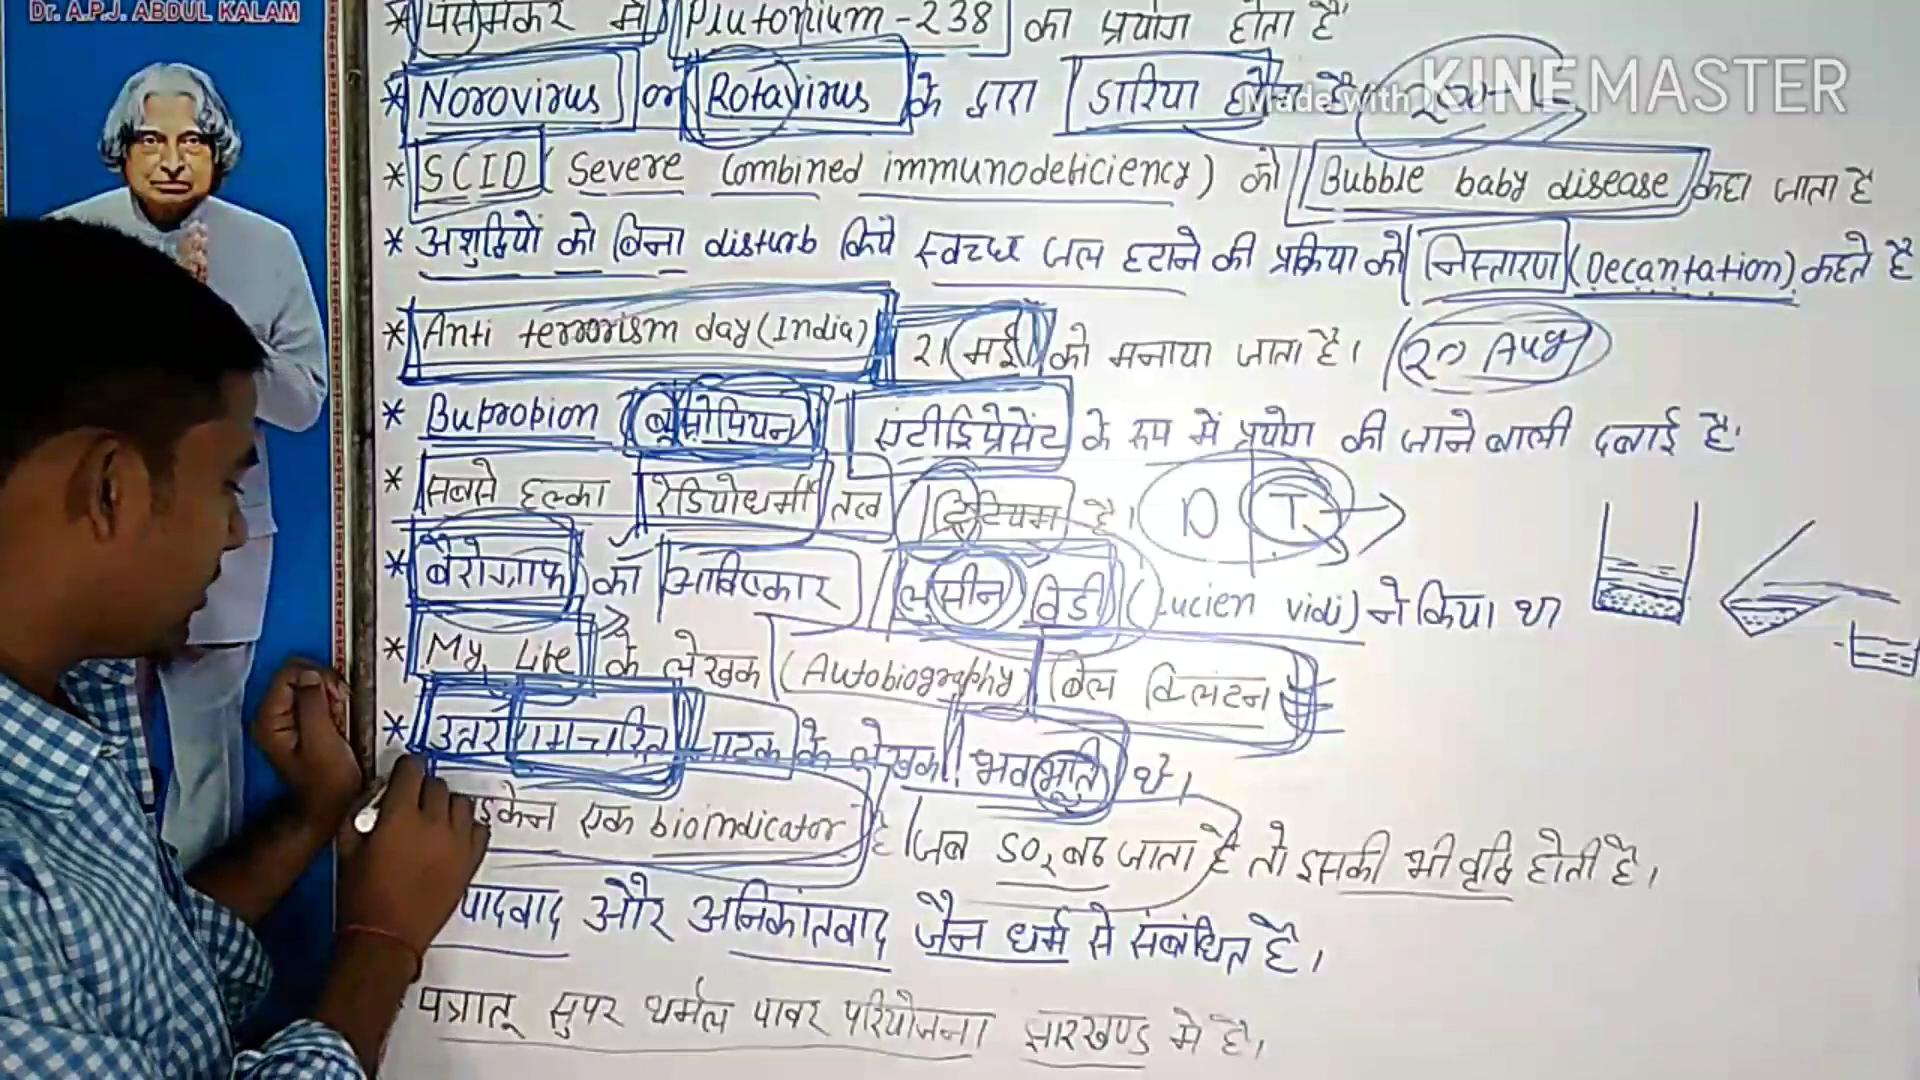 Dr. A.P.J. ABDUL KALAM
* पेसमेकर में Plutonium-238 का प्रयोग होता है
* Norovirus or Rotavirus के द्वारा डारिया होता है
Made with KINEMASTER
* SCID (Severe combined immunodeficiency) को Bubble baby disease कहा जाता है
* अशुद्धियों को बिना disturb किये स्वच्छ जल हटाने की प्रक्रिया को निस्तारण (Decantation) कहते है
* Anti terrorism day (India) 21 मई को मनाया जाता है। 20 Aug
* Bupropion (बूप्रोपियन) एंटीडिप्रेसेंट के रूप में प्रयोग की जाने वाली दवाई है।
* सबसे हल्का रेडियोधर्मी तत्व ट्रिटियम है। D T
* बैरोग्राफ का आविष्कार लूसीन विडी (Lucien vidi) ने किया था
* My Life के लेखक (Autobiography) बिल क्लिंटन
* उत्तर रामचरित नाटक के लेखक भवभूति थे।
इकेन एक bioindicator है जब SO₂ बढ जाता है तो इसकी भी वृद्धि होती है।
यादवाद और अनिकांतवाद जैन धर्म से संबंधित है।
पत्रातू सुपर थर्मल पावर परियोजना झारखण्ड में है।